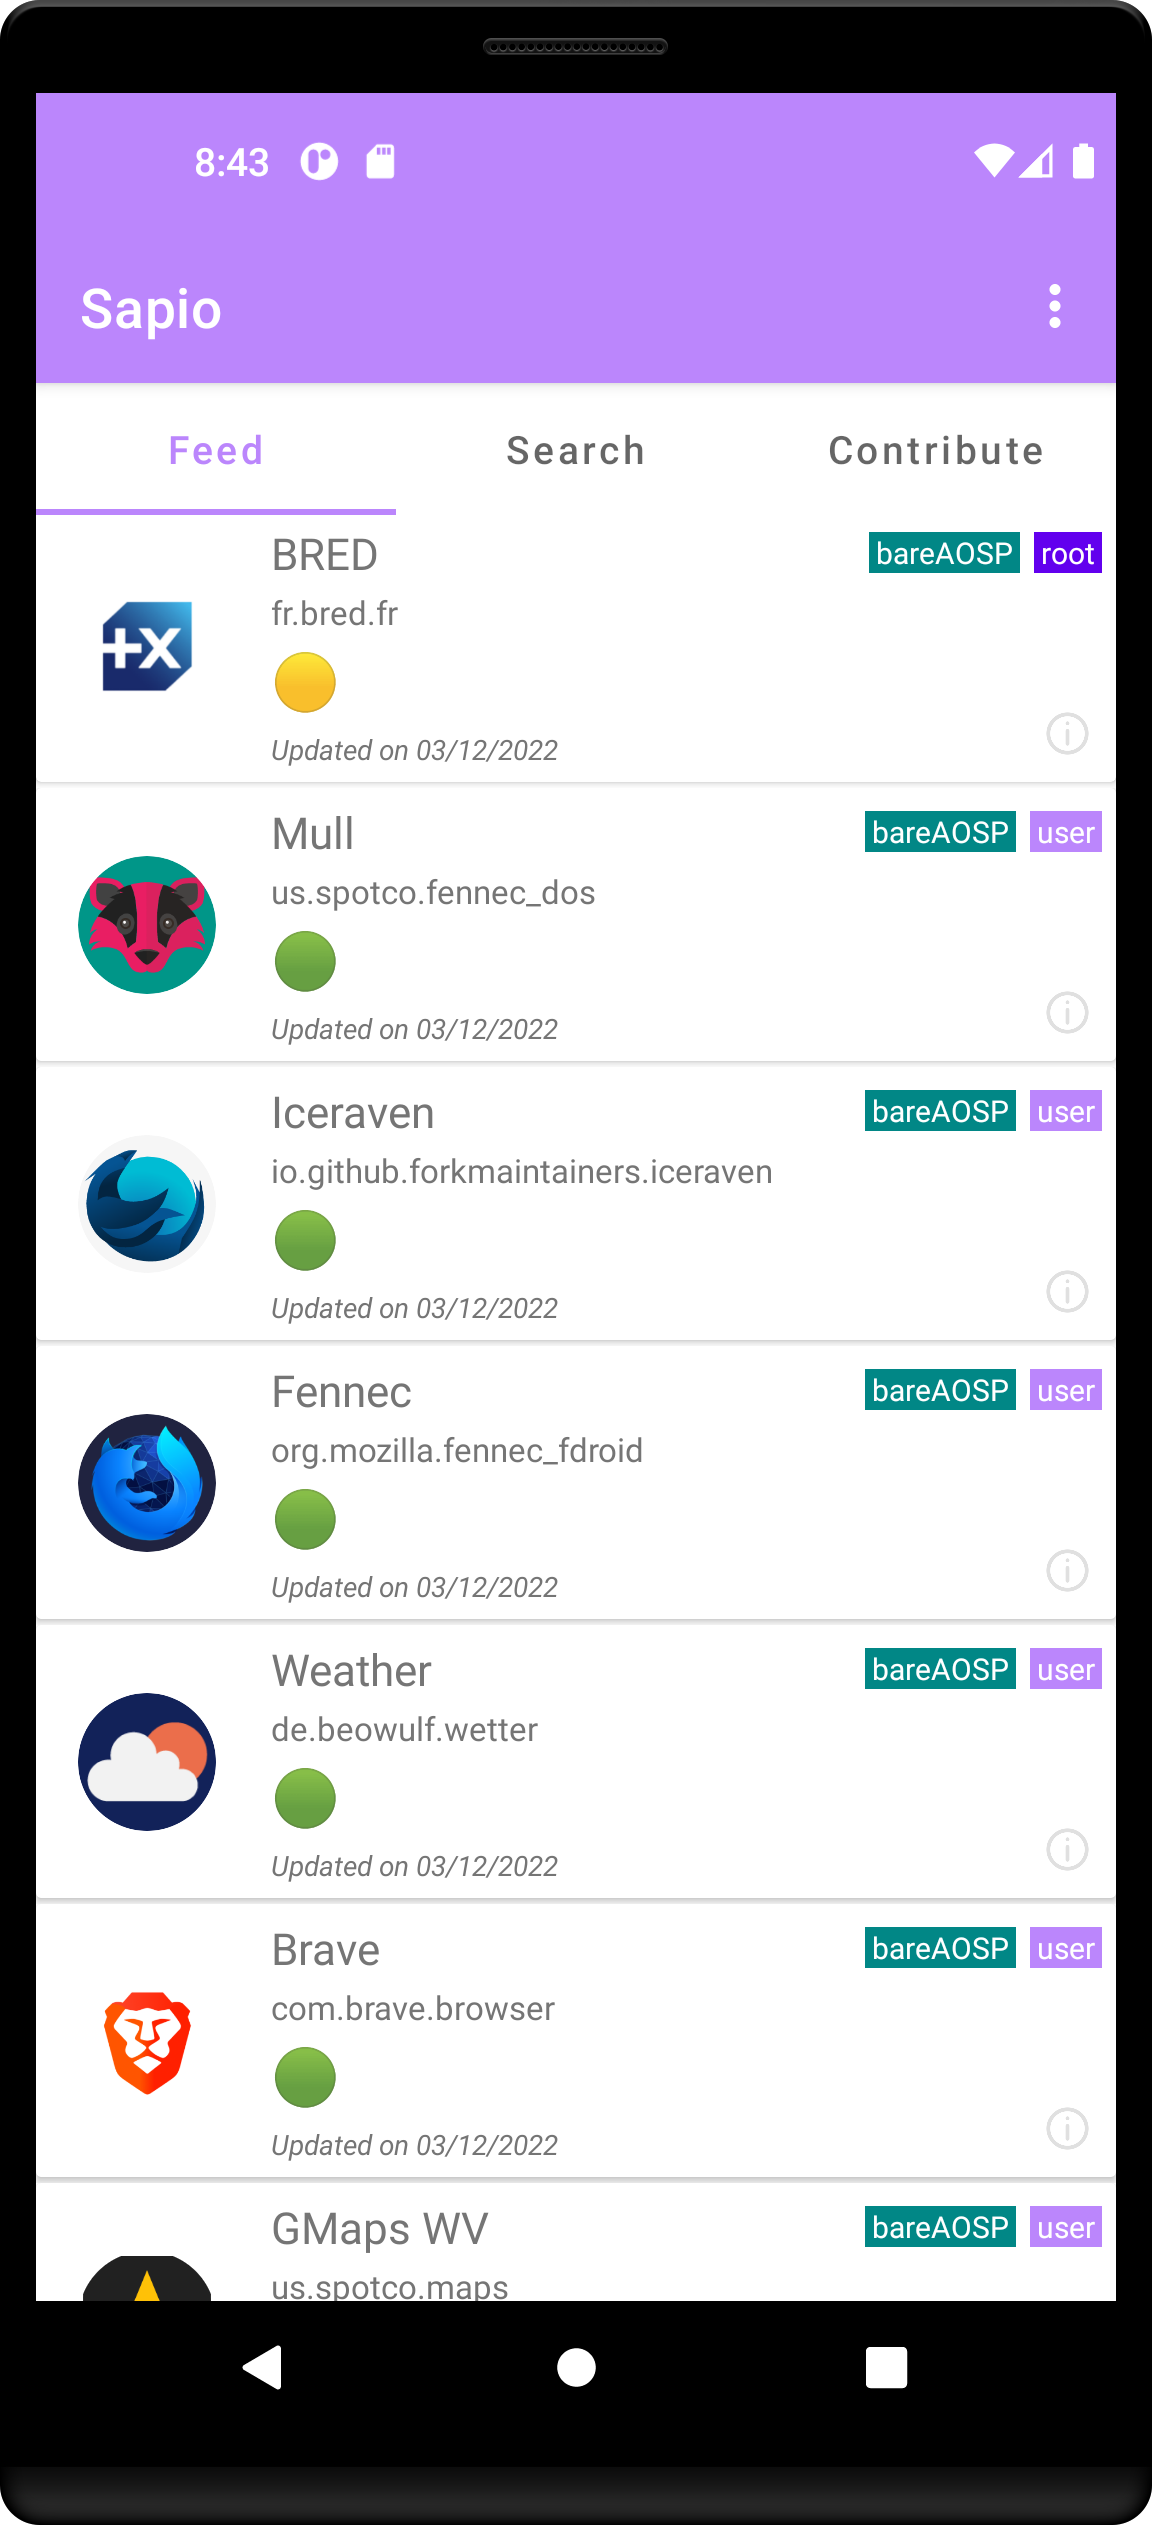 8:43
Sapio
Feed Search Contribute
BRED bareAOSP root
fr.bred.fr
Updated on 03/12/2022
Mull bareAOSP user
us.spotco.fennec_dos
Updated on 03/12/2022
Iceraven bareAOSP user
io.github.forkmaintainers.iceraven
Updated on 03/12/2022
Fennec bareAOSP user
org.mozilla.fennec_fdroid
Updated on 03/12/2022
Weather bareAOSP user
de.beowulf.wetter
Updated on 03/12/2022
Brave bareAOSP user
com.brave.browser
Updated on 03/12/2022
GMaps WV bareAOSP user
us.spotco.maps